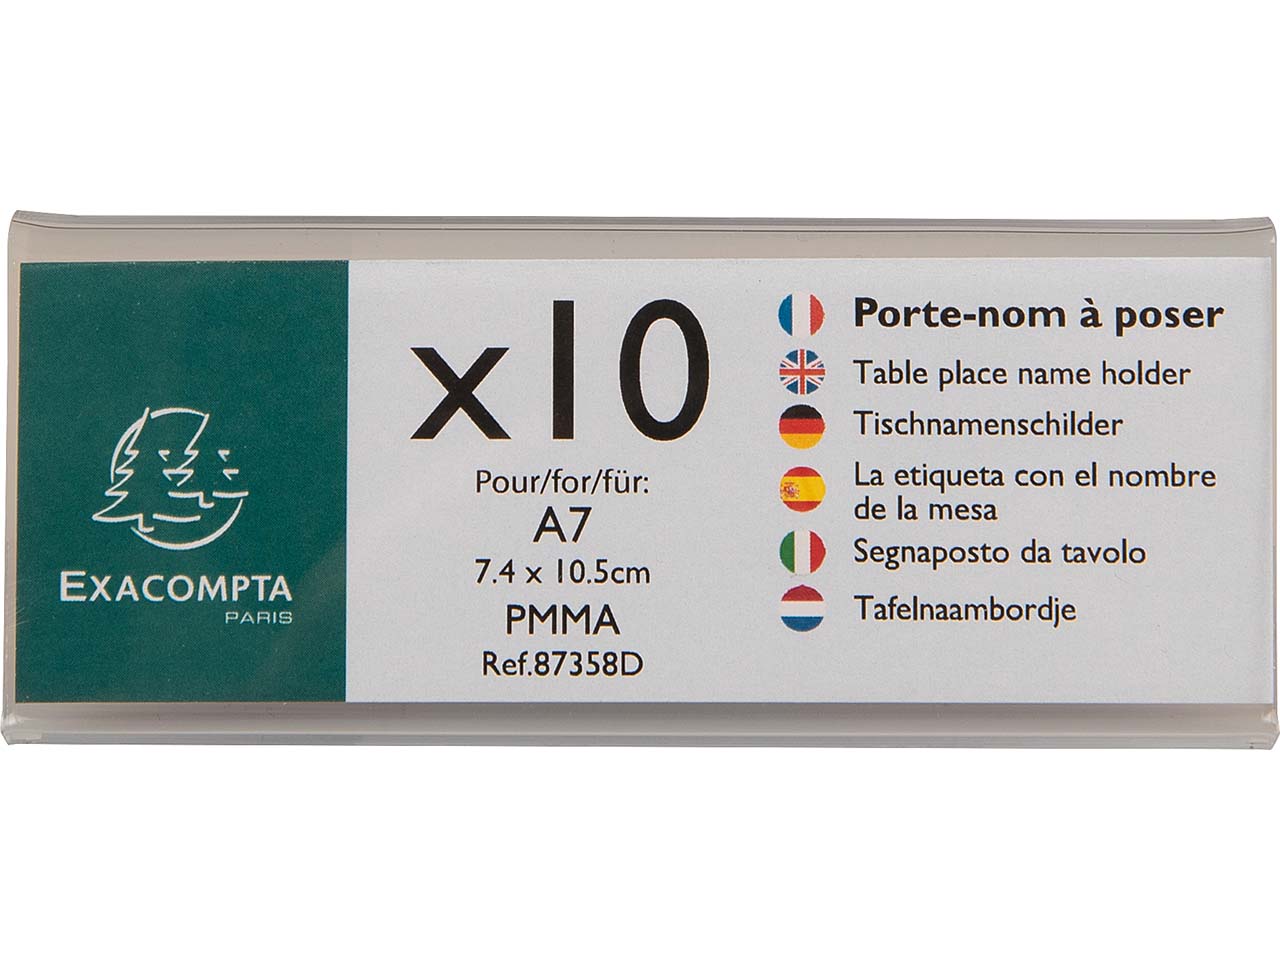 EXACOMPTA
PARIS
x10
Pour/for/für:
A7
7.4 x 10.5cm
PMMA
Ref.87358D
Porte-nom à poser
Table place name holder
Tischnamenschilder
La etiqueta con el nombre
de la mesa
Segnaposto da tavolo
Tafelnaambordje